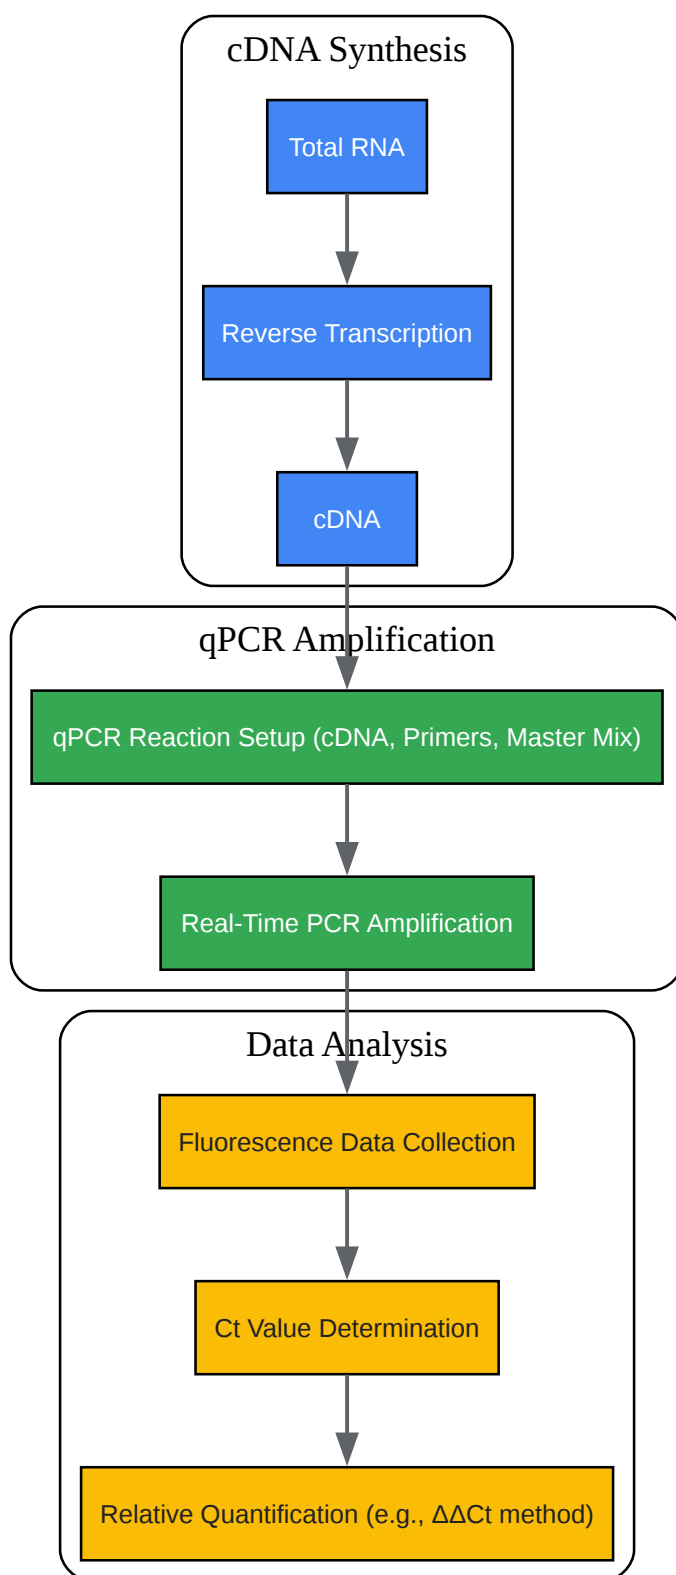 cDNA Synthesis
Total RNA
Reverse Transcription
cDNA
qPCR Amplification
qPCR Reaction Setup (cDNA, Primers, Master Mix)
Real-Time PCR Amplification
Data Analysis
Fluorescence Data Collection
Ct Value Determination
Relative Quantification (e.g., ΔΔCt method)